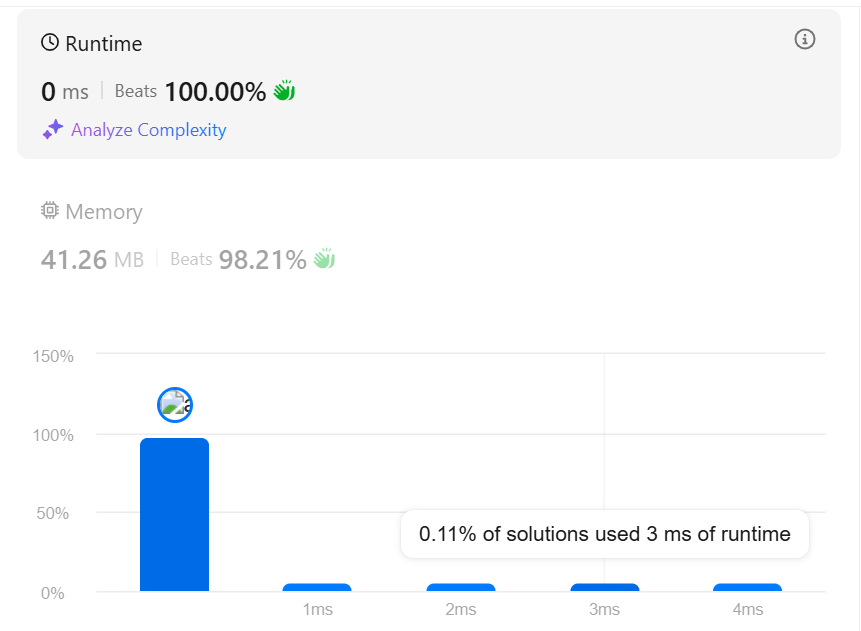 Runtime
0 ms Beats 100.00%
Analyze Complexity
Memory
41.26 MB Beats 98.21%
150%
100%
50%
0.11% of solutions used 3 ms of runtime
0%
1ms 2ms 3ms 4ms